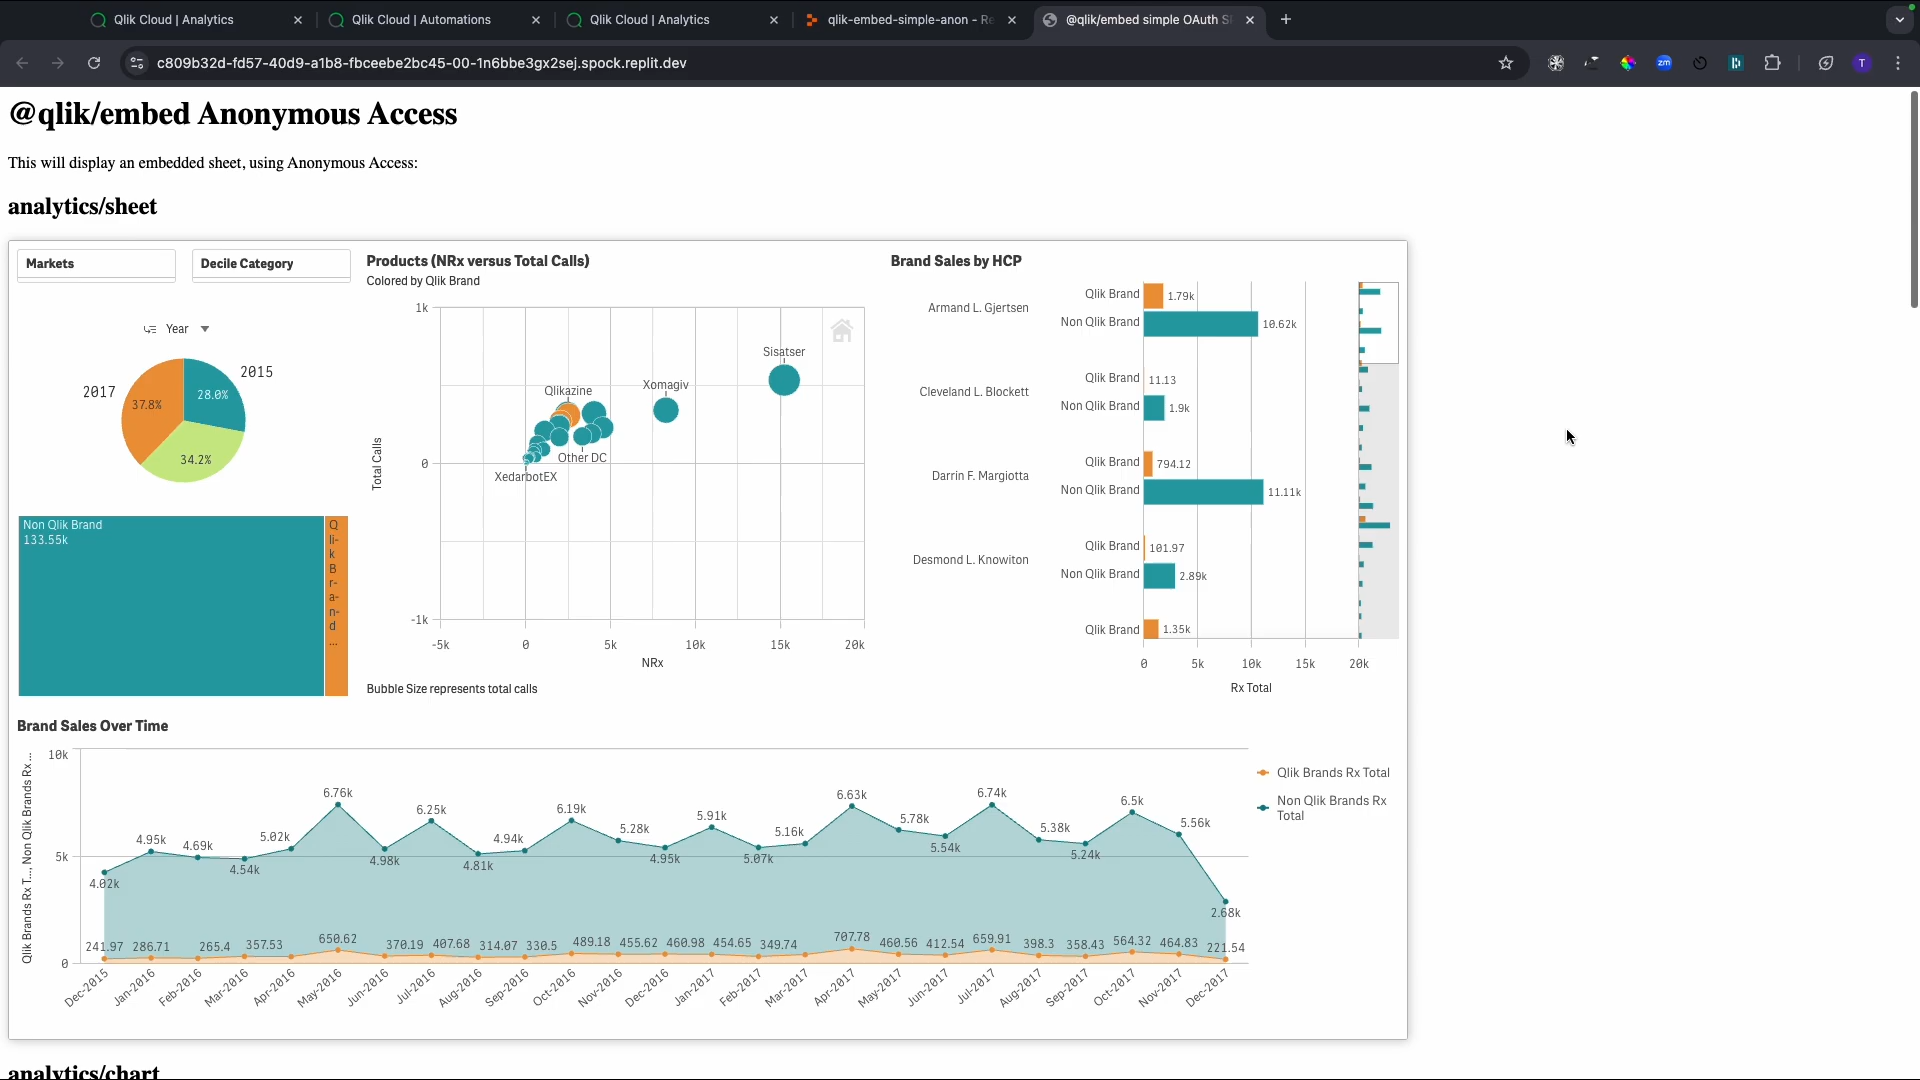 Qlik Cloud | Analytics
Qlik Cloud | Automations
Qlik Cloud | Analytics
qlik-embed-simple-anon - Re
@qlik/embed simple OAuth S
c809b32d-fd57-40d9-a1b8-fbceebe2bc45-00-1n6bbe3gx2sej.spock.replit.dev
zm
T
@qlik/embed Anonymous Access
This will display an embedded sheet, using Anonymous Access:
analytics/sheet
Markets
Decile Category
Year
2017
2015
37.8%
28.0%
34.2%
Non Qlik Brand
133.55k
Q
li-
k
B
r-
a-
n-
d
...
Products (NRx versus Total Calls)
Colored by Qlik Brand
Total Calls
1k
0
-1k
Sisatser
Xomagiv
Qlikazine
Other DC
XedarbotEX
-5k 0 5k 10k 15k 20k
NRx
Bubble Size represents total calls
Brand Sales by HCP
Armand L. Gjertsen
Qlik Brand 1.79k
Non Qlik Brand 10.62k
Cleveland L. Blockett
Qlik Brand 11.13
Non Qlik Brand 1.9k
Darrin F. Margiotta
Qlik Brand 794.12
Non Qlik Brand 11.11k
Desmond L. Knowiton
Qlik Brand 101.97
Non Qlik Brand 2.89k
Qlik Brand 1.35k
0 5k 10k 15k 20k
Rx Total
Brand Sales Over Time
Qlik Brands Rx T..., Non Qlik Brands Rx ...
10k
5k
0
4.02k 4.95k 4.69k 4.54k 5.02k 6.76k 4.98k 6.25k 4.81k 4.94k 6.19k 5.28k 4.95k 5.91k 5.07k 5.16k 6.63k 5.78k 5.54k 6.74k 5.38k 5.24k 6.5k 5.56k 2.68k
241.97 286.71 265.4 357.53 650.62 370.19 407.68 314.07 330.5 489.18 455.62 460.98 454.65 349.74 707.78 460.56 412.54 659.91 398.3 358.43 564.32 464.83 221.54
Dec-2015 Jan-2016 Feb-2016 Mar-2016 Apr-2016 May-2016 Jun-2016 Jul-2016 Aug-2016 Sep-2016 Oct-2016 Nov-2016 Dec-2016 Jan-2017 Feb-2017 Mar-2017 Apr-2017 May-2017 Jun-2017 Jul-2017 Aug-2017 Sep-2017 Oct-2017 Nov-2017 Dec-2017
Qlik Brands Rx Total
Non Qlik Brands Rx
Total
analytics/chart